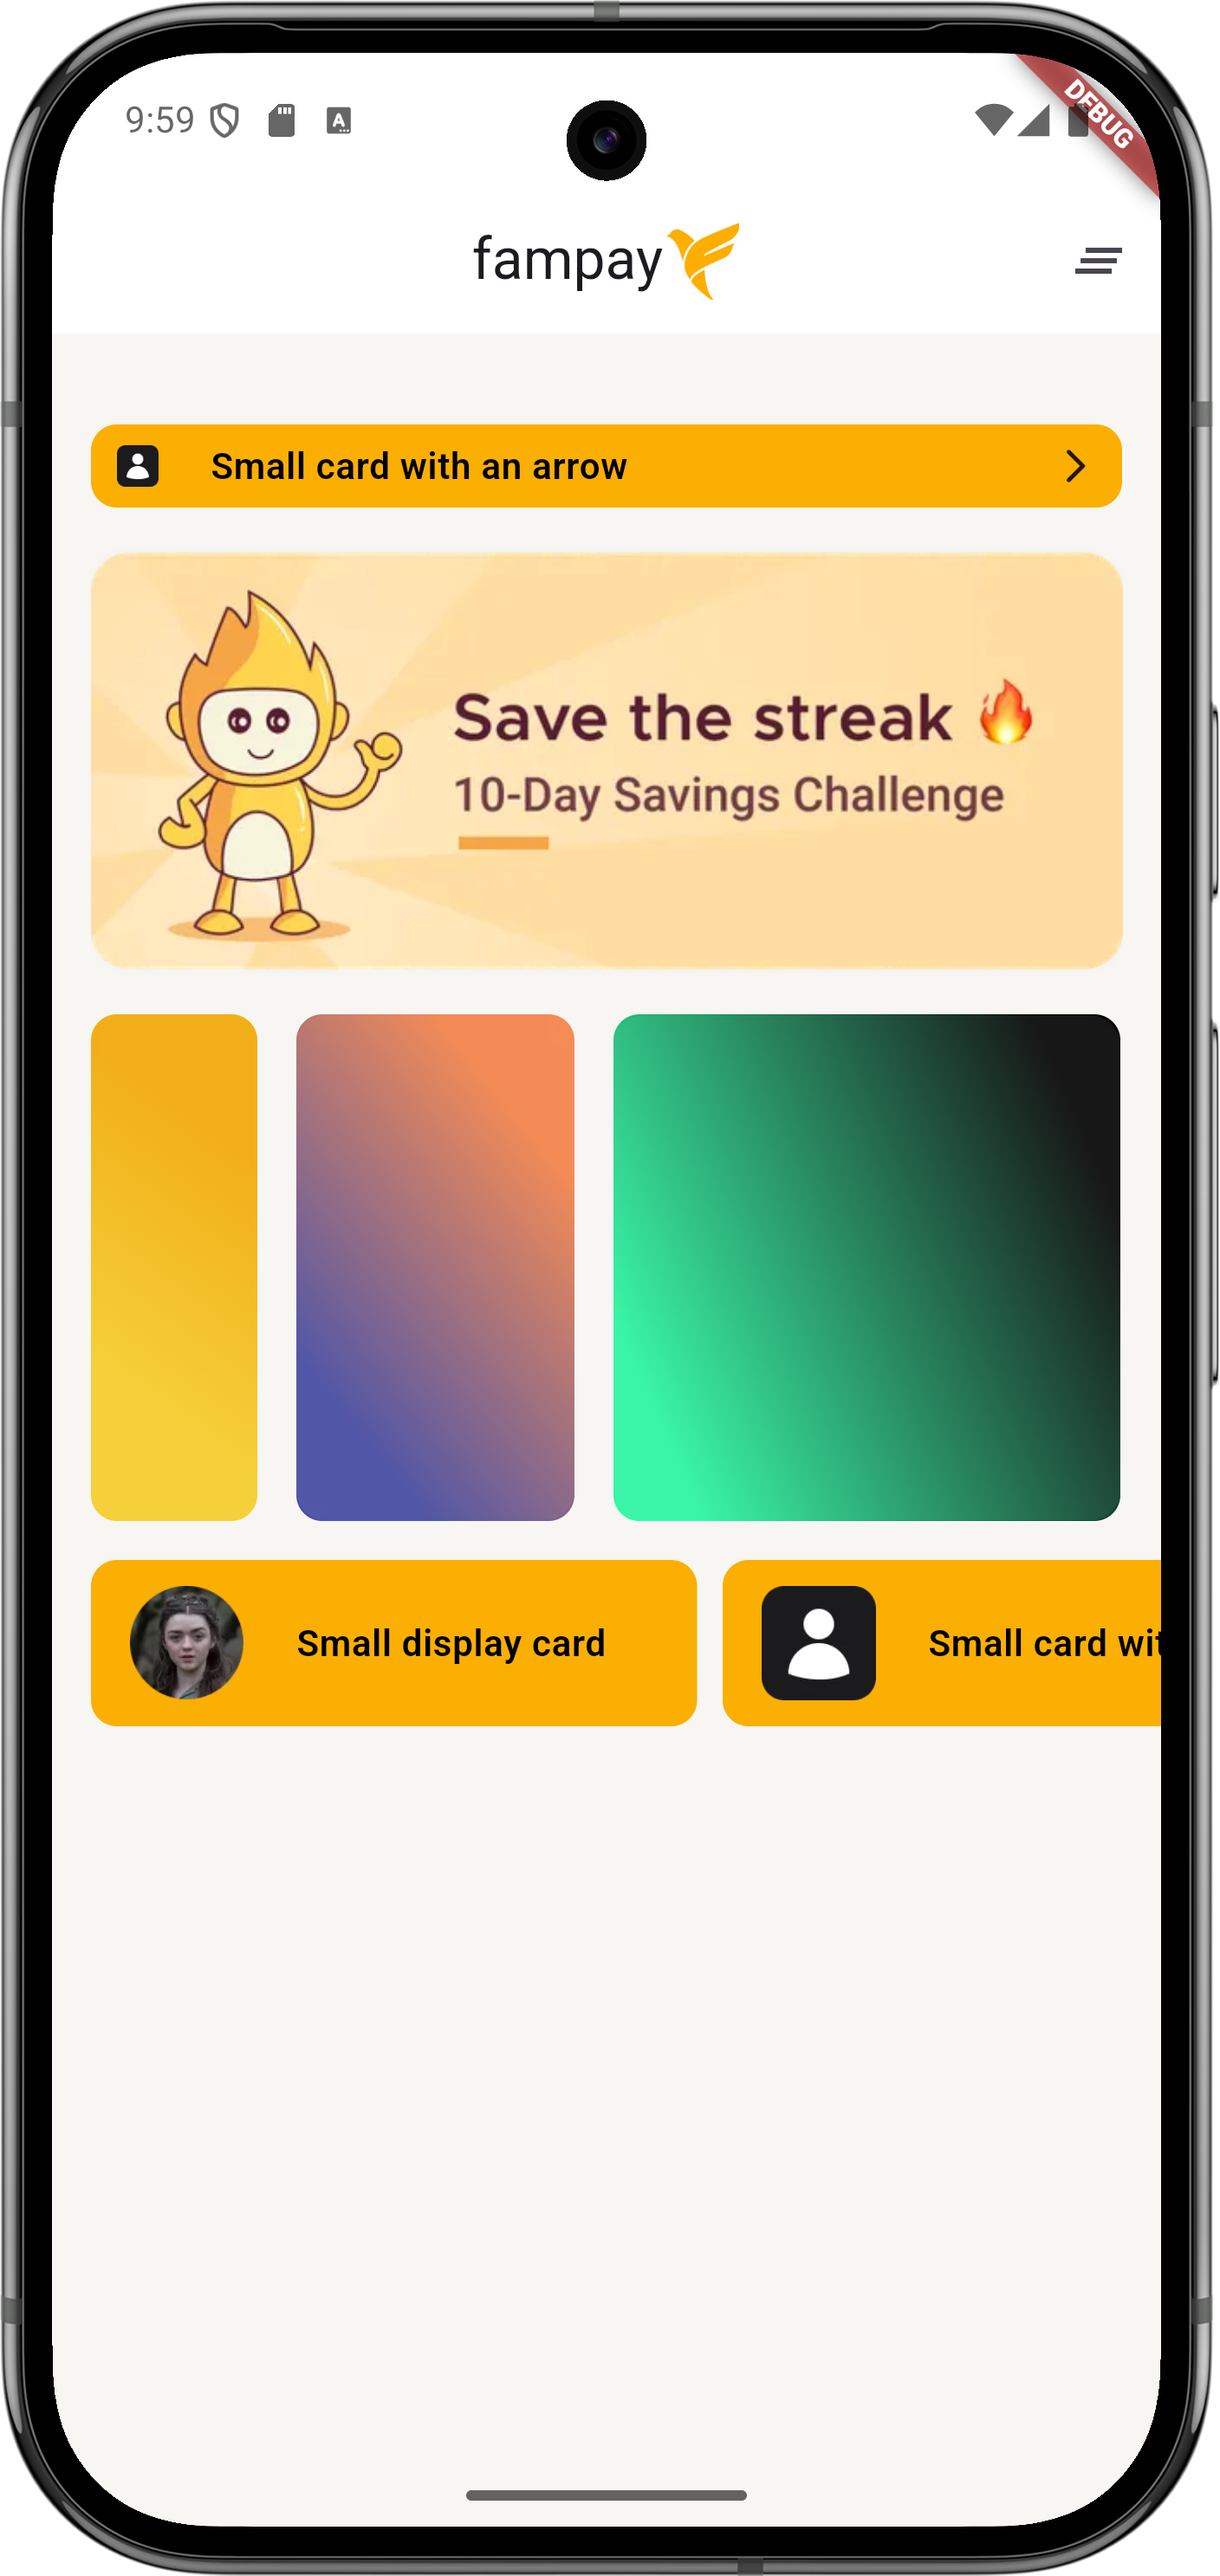 9:59
A
DEBUG
fampay
Small card with an arrow
Save the streak 🔥
10-Day Savings Challenge
Small display card
Small card wit